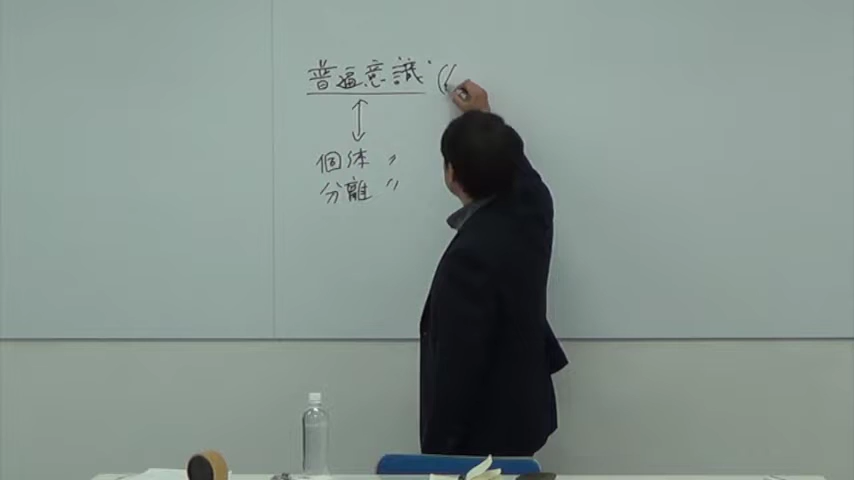 普遍意識 (
個体 〃
分離 〃